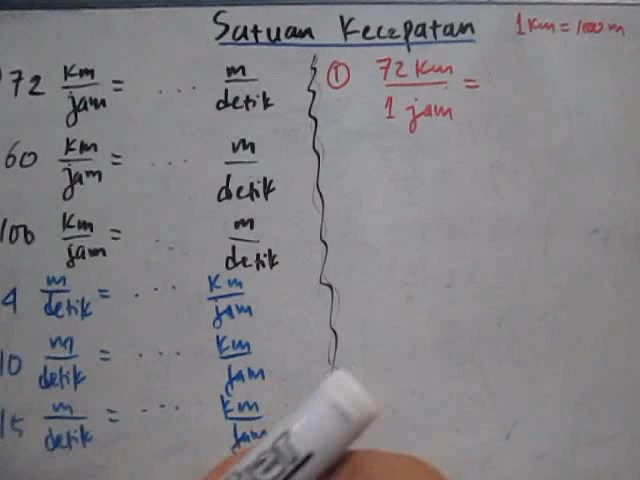 Satuan Kecepatan
1 Km = 1000 m
72 Km/jam = ... m/detik
60 Km/jam = ... m/detik
100 Km/jam = ... m/detik
4 m/detik = ... Km/jam
10 m/detik = ... Km/jam
15 m/detik = ... Km/jam
① 72 Km / 1 jam =